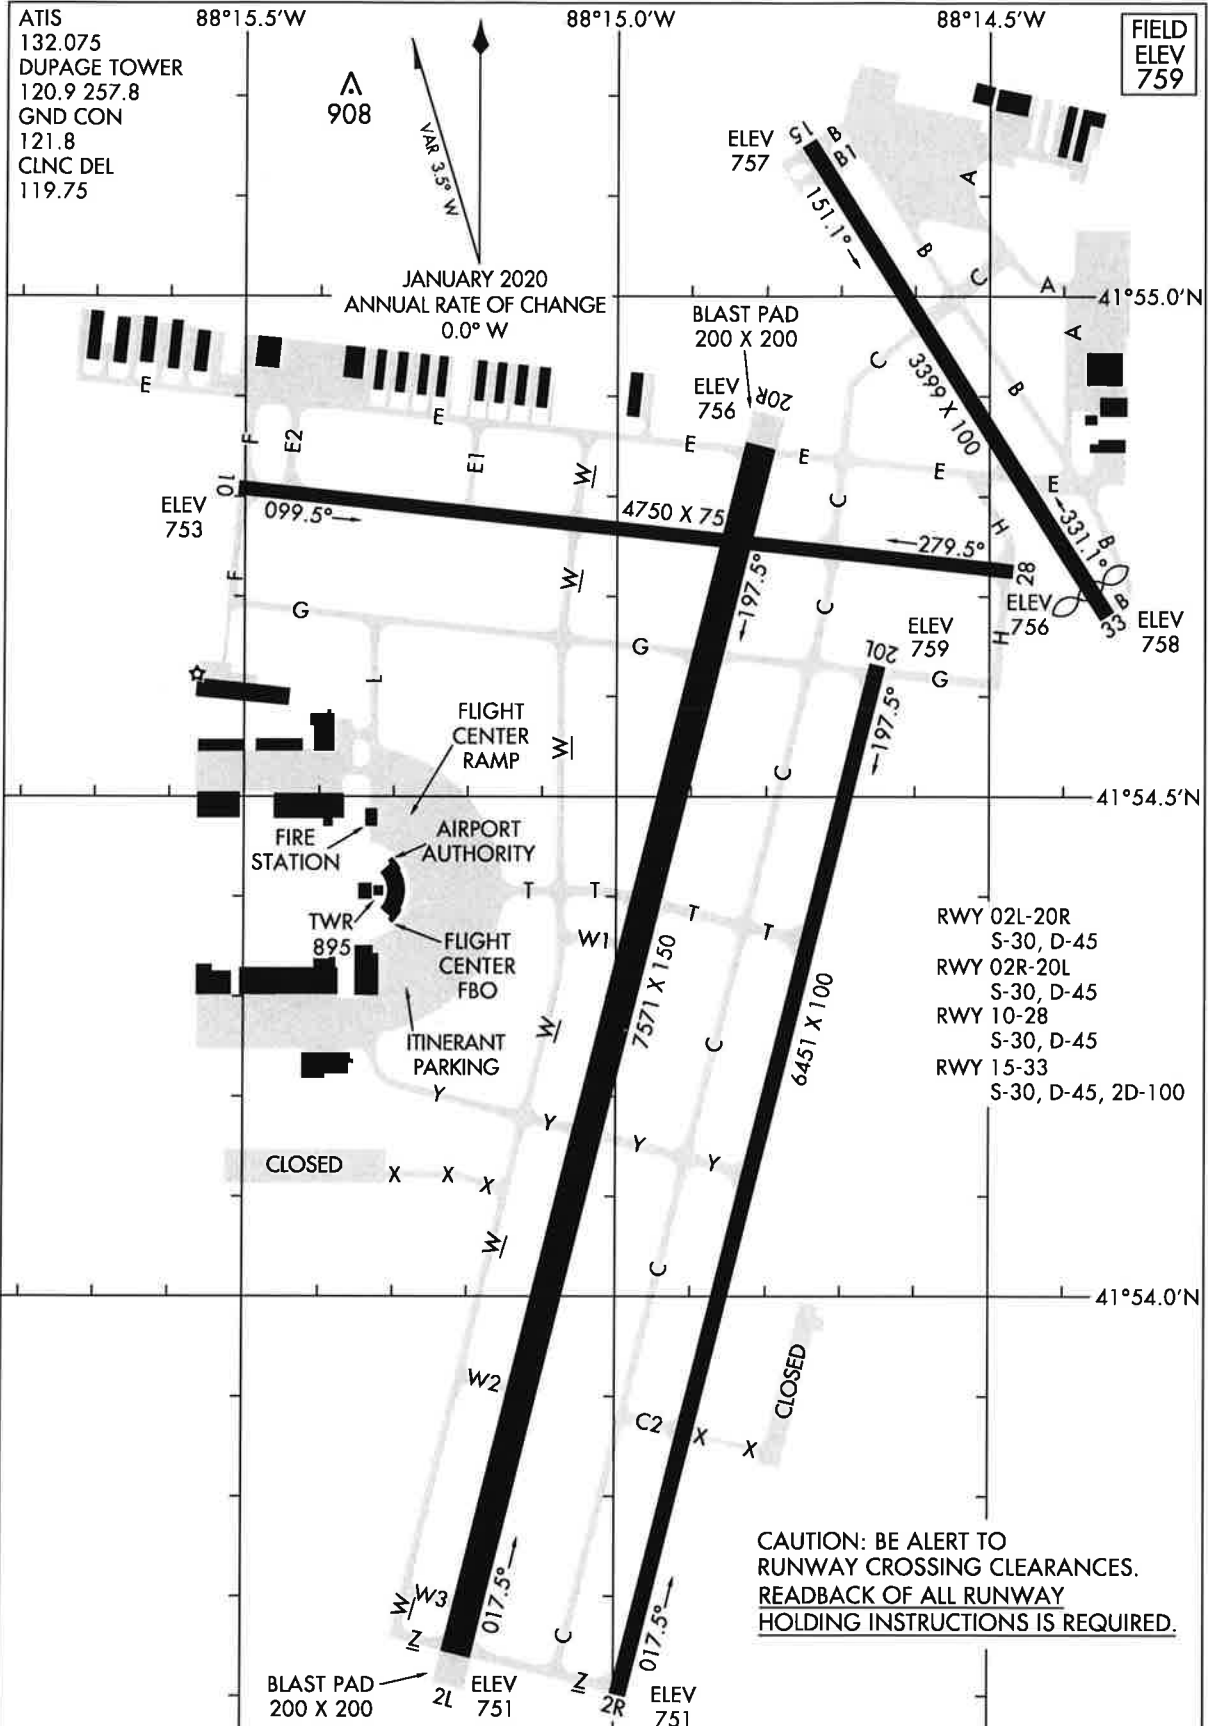 ATIS
132.075
DUPAGE TOWER
120.9 257.8
GND CON
121.8
CLNC DEL
119.75
88°15.5'W
88°15.0'W
88°14.5'W
FIELD
ELEV
759
908
VAR 3.5° W
JANUARY 2020
ANNUAL RATE OF CHANGE
0.0° W
ELEV
757
15
B
B1
A
151.1°
B
C
A
41°55.0'N
BLAST PAD
200 X 200
A
C
3399 X 100
B
ELEV
756
20R
E
E
F
E2
E1
W
E
E
E
E
C
10
ELEV
753
099.5°
4750 X 75
279.5°
H
331.1°
B
28
F
W
197.5°
C
ELEV
756
B
33
ELEV
758
G
G
20L
ELEV
759
H
G
L
197.5°
FLIGHT
CENTER
RAMP
W
C
41°54.5'N
FIRE
STATION
AIRPORT
AUTHORITY
T
T
T
T
TWR
895
FLIGHT
CENTER
FBO
W1
7571 X 150
6451 X 100
RWY 02L-20R
S-30, D-45
RWY 02R-20L
S-30, D-45
RWY 10-28
S-30, D-45
RWY 15-33
S-30, D-45, 2D-100
ITINERANT
PARKING
W
C
Y
Y
Y
Y
CLOSED
X
X
X
W
C
41°54.0'N
W2
CLOSED
C2
X
X
CAUTION: BE ALERT TO
RUNWAY CROSSING CLEARANCES.
READBACK OF ALL RUNWAY
HOLDING INSTRUCTIONS IS REQUIRED.
017.5°
017.5°
W
W3
Z
C
BLAST PAD
200 X 200
2L
ELEV
751
Z
2R
ELEV
751